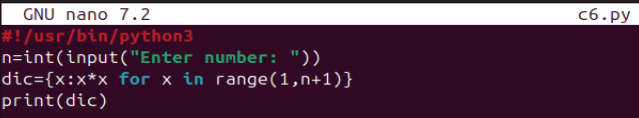 GNU nano 7.2 c6.py
#!/usr/bin/python3
n=int(input("Enter number: "))
dic={x:x*x for x in range(1,n+1)}
print(dic)